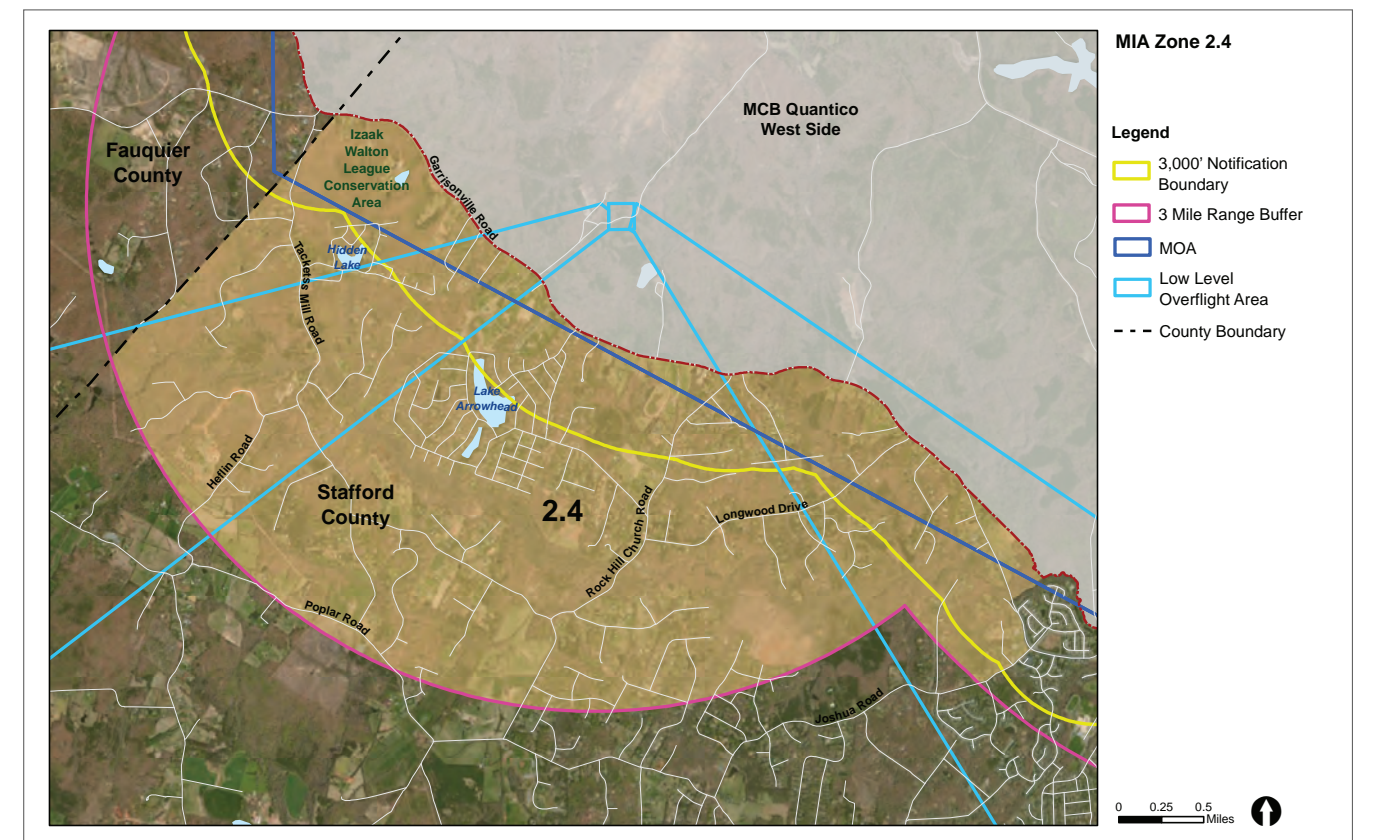 MIA Zone 2.4
MCB Quantico
West Side
Fauquier
County
Izaak
Walton
League
Conservation
Area
Garrisonville Road
Hidden
Lake
Tacketss Mill Road
Lake
Arrowhead
Heflin Road
Stafford
County
2.4
Rock Hill Church Road
Longwood Drive
Poplar Road
Joshua Road
Legend
3,000’ Notification
Boundary
3 Mile Range Buffer
MOA
Low Level
Overflight Area
County Boundary
0 0.25 0.5
Miles